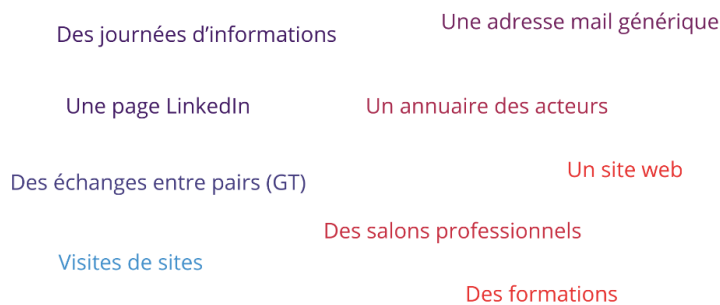 Une adresse mail générique
Des journées d’informations
Une page LinkedIn
Un annuaire des acteurs
Un site web
Des échanges entre pairs (GT)
Des salons professionnels
Visites de sites
Des formations